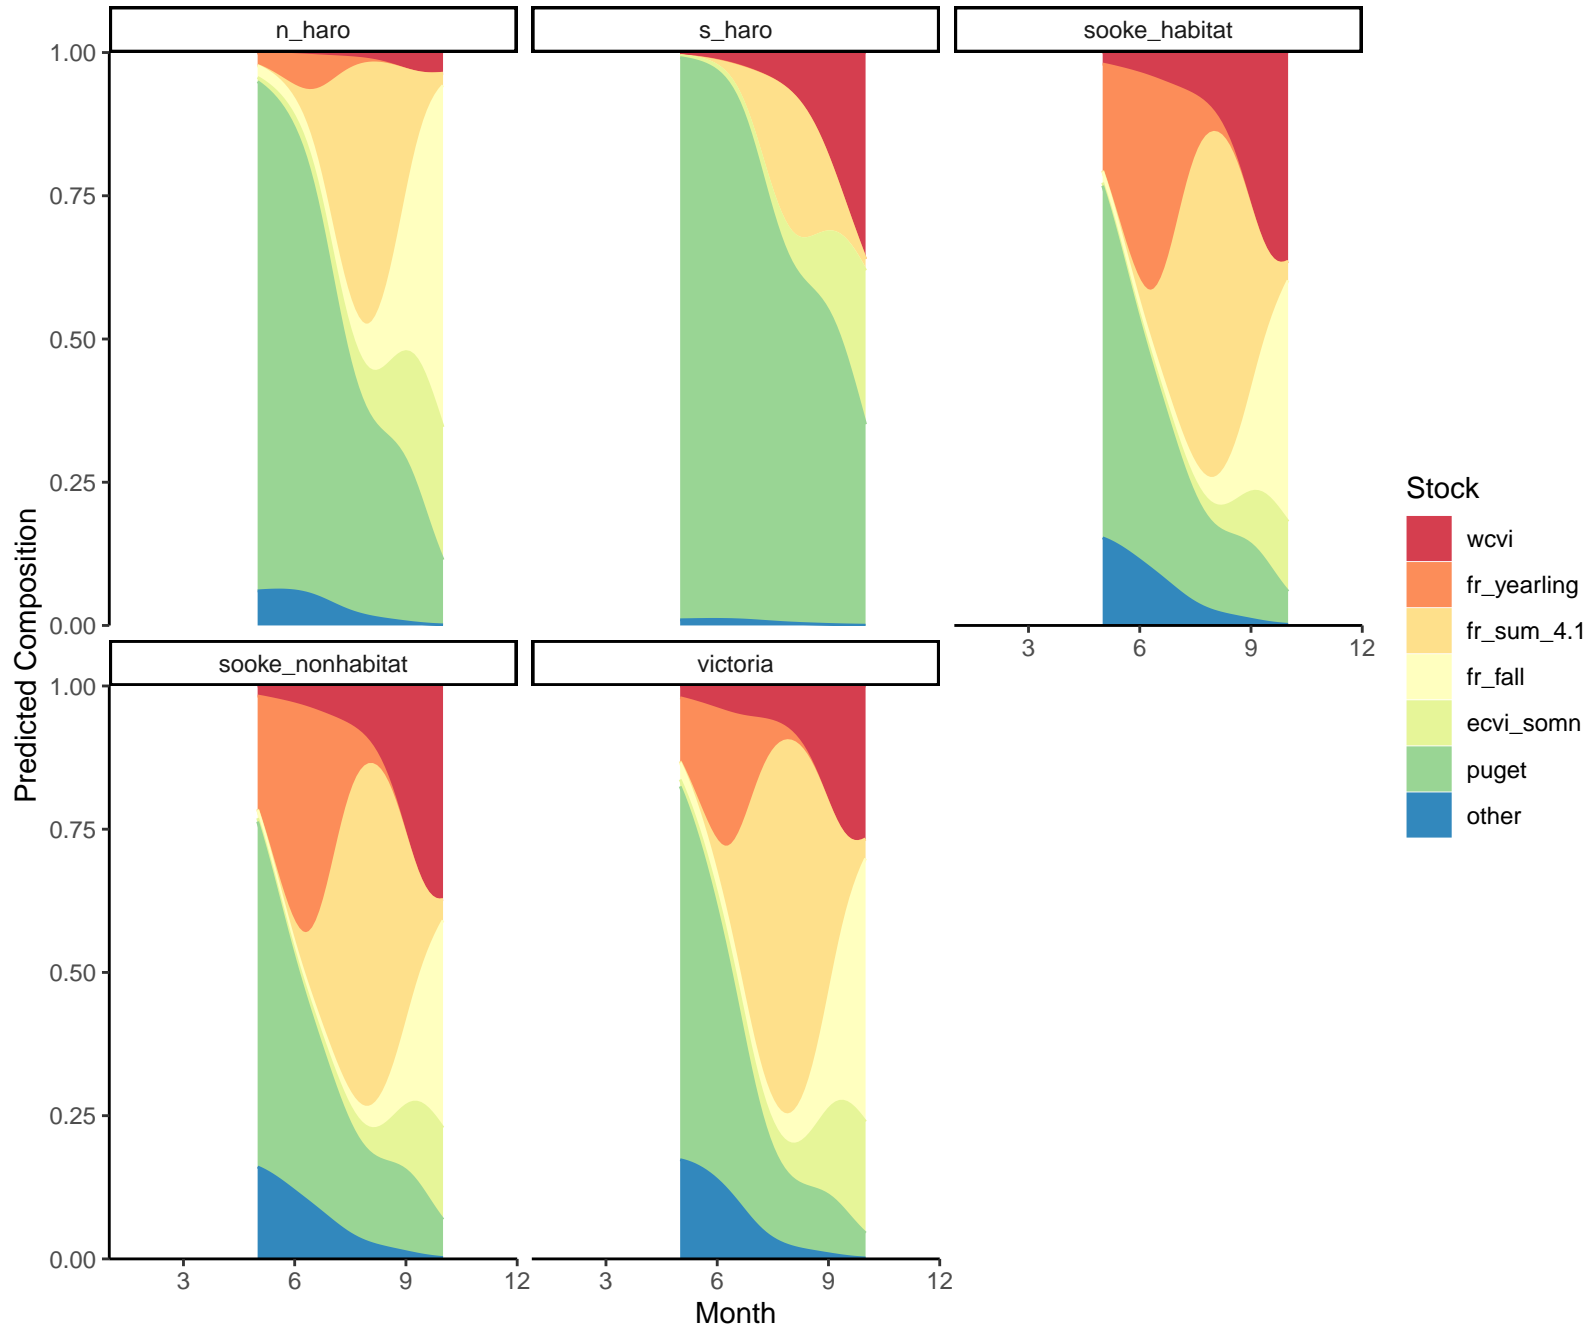 n_haro
s_haro
sooke_habitat
1.00
0.75
0.50
0.25
0.00
3 6 9 12
sooke_nonhabitat
victoria
1.00
0.75
0.50
0.25
0.00
3 6 9 12
3 6 9 12
Month
Predicted Composition
Stock
wcvi
fr_yearling
fr_sum_4.1
fr_fall
ecvi_somn
puget
other